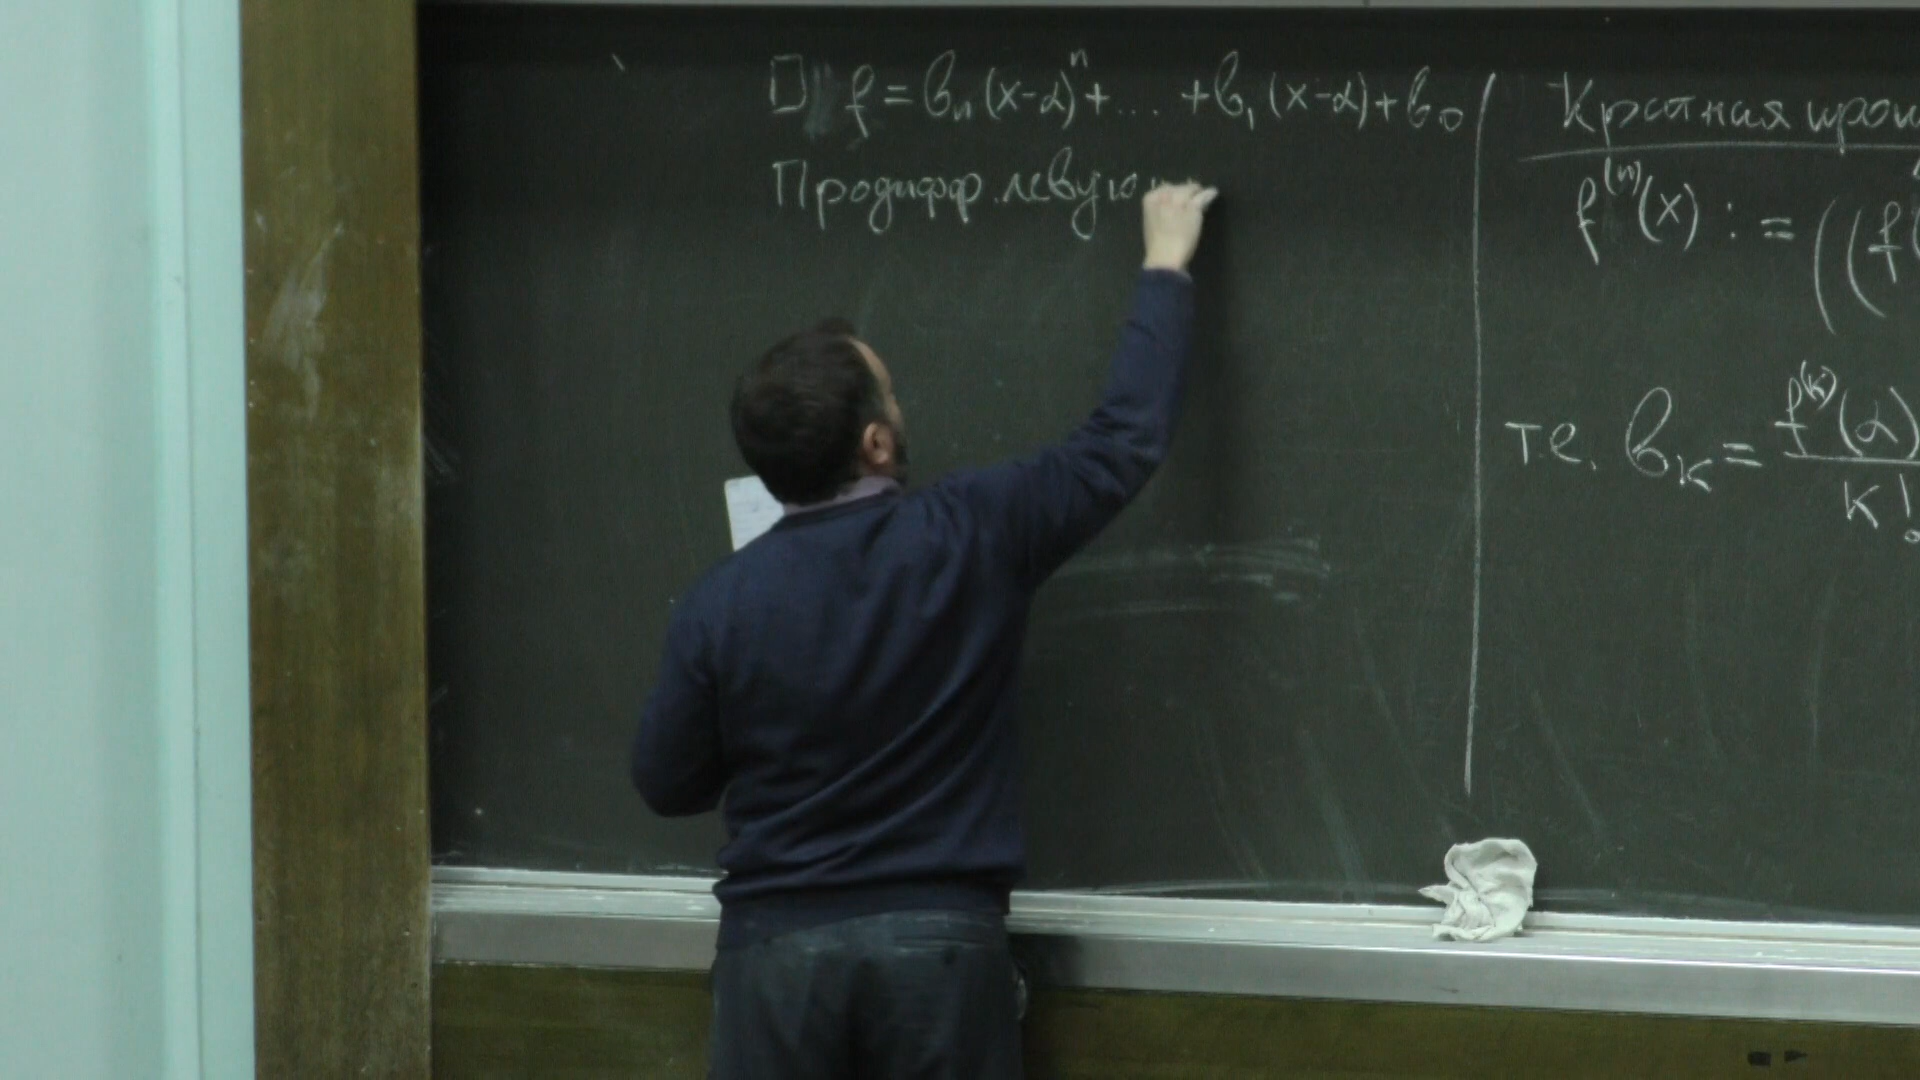 □ f = b_n (x-α)^n + ... + b_1 (x-α) + b_0
Продифф. левую
Кратная
f^(n)(x) := ((f
т.е. b_k = f^(k)(α) / k!